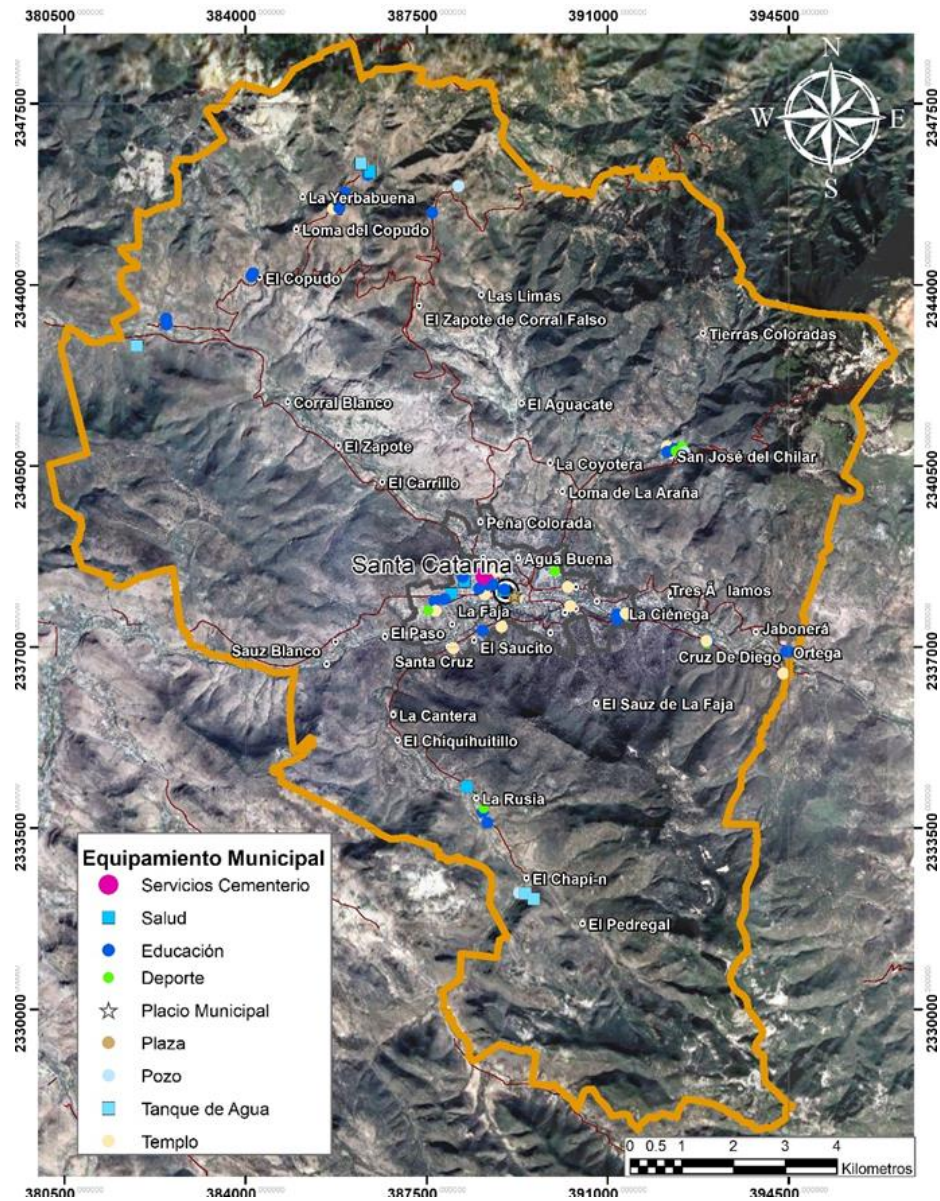 380500 384000 387500 391000 394500
N
W E
S
2347500 2347500
La Yerbabuena
Loma del Copudo
El Copudo
2344000 2344000
Las Limas
El Zapote de Corral Falso
Tierras Coloradas
Corral Blanco
El Aguacate
El Zapote
La Coyotera
San José del Chilar
2340500 2340500
El Carrillo
Loma de La Araña
Peña Colorada
Santa Catarina
Agua Buena
Tres Ã lamos
La Faja
La Ciénega
El Paso
Jabonerá
Sauz Blanco
El Saucito
2337000 2337000
Santa Cruz
Cruz De Diego
Ortega
El Sauz de La Faja
La Cantera
El Chiquihuitillo
La Rusia
2333500 2333500
El Chapí-n
El Pedregal
2330000 2330000
Equipamiento Municipal
Servicios Cementerio
Salud
Educación
Deporte
Placio Municipal
Plaza
Pozo
Tanque de Agua
Templo
0 0.5 1 2 3 4
Kilometros
380500 384000 387500 391000 394500